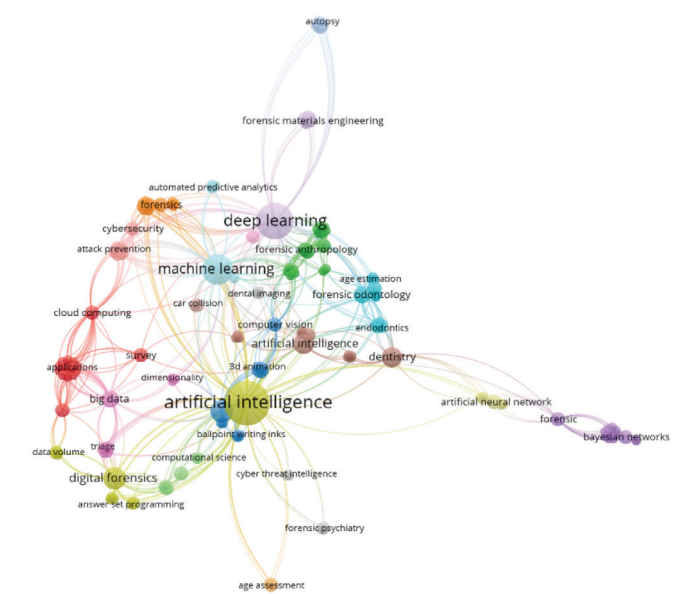 autopsy
forensic materials engineering
automated predictive analytics
forensics
deep learning
cybersecurity
attack prevention
forensic anthropology
machine learning
age estimation
dental imaging
forensic odontology
car collision
cloud computing
computer vision
endodontics
artificial intelligence
survey
dentistry
applications
3d animation
dimensionality
big data
artificial intelligence
artificial neural network
forensic
ballpoint writing inks
bayesian networks
triage
data volume
computational science
digital forensics
cyber threat intelligence
answer set programming
forensic psychiatry
age assessment